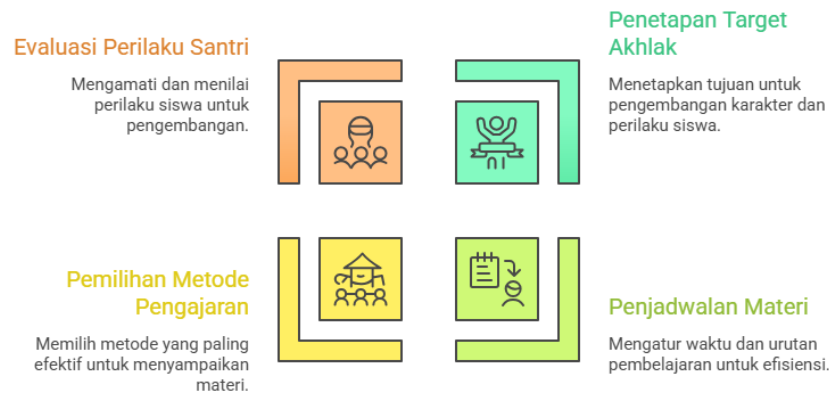 Evaluasi Perilaku Santri
Mengamati dan menilai
perilaku siswa untuk
pengembangan.
Penetapan Target
Akhlak
Menetapkan tujuan untuk
pengembangan karakter dan
perilaku siswa.
Pemilihan Metode
Pengajaran
Memilih metode yang paling
efektif untuk menyampaikan
materi.
Penjadwalan Materi
Mengatur waktu dan urutan
pembelajaran untuk efisiensi.